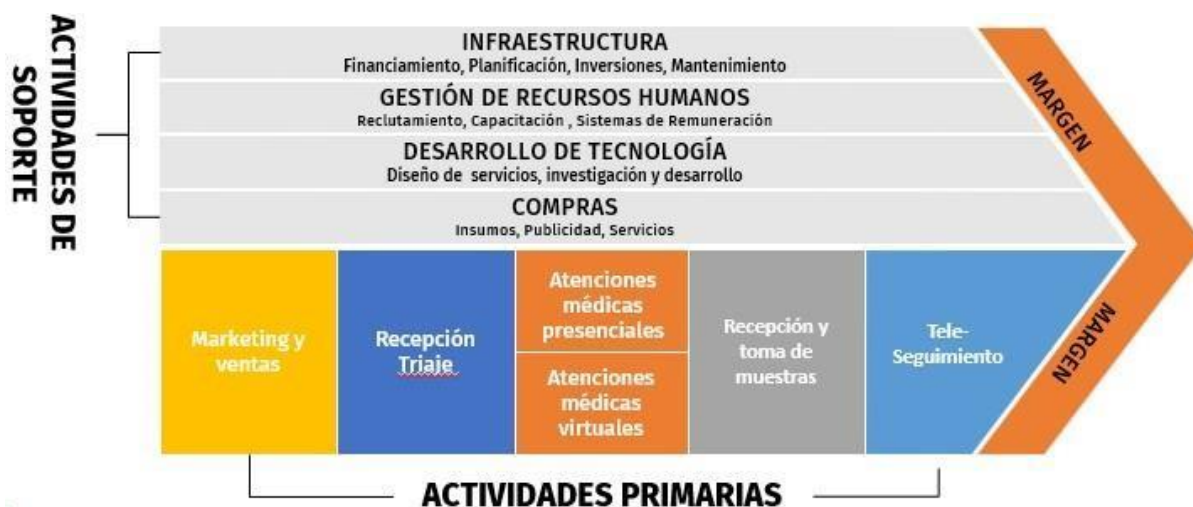 ACTIVIDADES DE
SOPORTE
INFRAESTRUCTURA
Financiamiento, Planificación, Inversiones, Mantenimiento
GESTIÓN DE RECURSOS HUMANOS
Reclutamiento, Capacitación , Sistemas de Remuneración
DESARROLLO DE TECNOLOGÍA
Diseño de servicios, investigación y desarrollo
COMPRAS
Insumos, Publicidad, Servicios
MARGEN
Marketing y
ventas
Recepción
Triaje
Atenciones
médicas
presenciales
Atenciones
médicas
virtuales
Recepción y
toma de
muestras
Tele-
Seguimiento
MARGEN
ACTIVIDADES PRIMARIAS